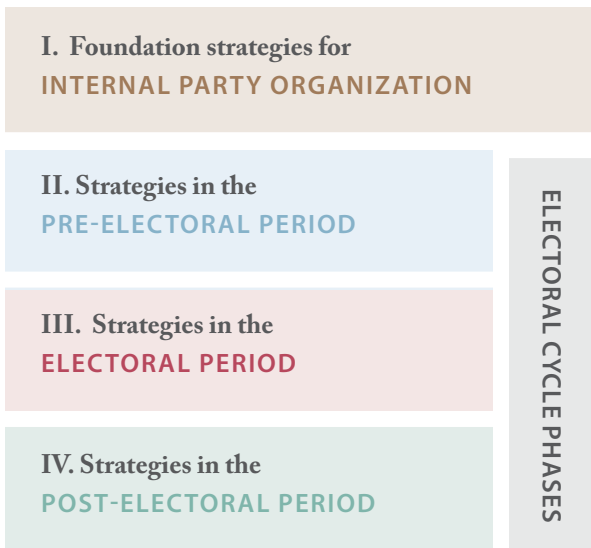 I. Foundation strategies for
INTERNAL PARTY ORGANIZATION
II. Strategies in the
PRE-ELECTORAL PERIOD
III. Strategies in the
ELECTORAL PERIOD
IV. Strategies in the
POST-ELECTORAL PERIOD
ELECTORAL CYCLE PHASES